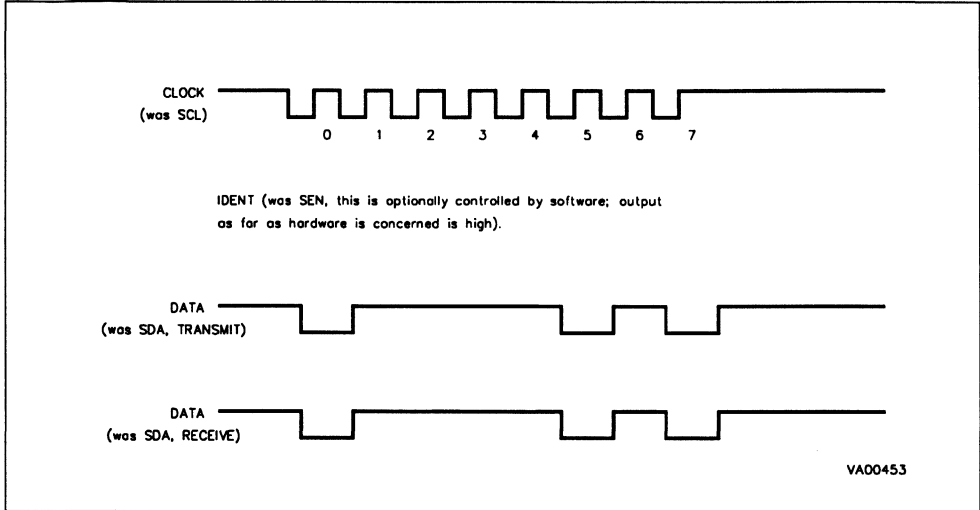 CLOCK
(was SCL)
0 1 2 3 4 5 6 7
IDENT (was SEN, this is optionally controlled by software; output
as far as hardware is concerned is high).
DATA
(was SDA, TRANSMIT)
DATA
(was SDA, RECEIVE)
VA00453